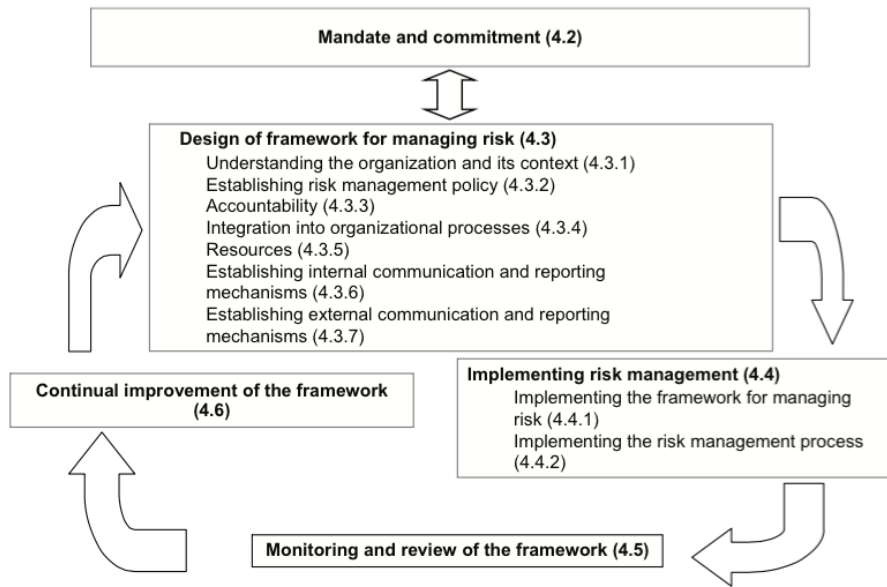 Mandate and commitment (4.2)
Design of framework for managing risk (4.3)
Understanding the organization and its context (4.3.1)
Establishing risk management policy (4.3.2)
Accountability (4.3.3)
Integration into organizational processes (4.3.4)
Resources (4.3.5)
Establishing internal communication and reporting
mechanisms (4.3.6)
Establishing external communication and reporting
mechanisms (4.3.7)
Implementing risk management (4.4)
Implementing the framework for managing
risk (4.4.1)
Implementing the risk management process
(4.4.2)
Monitoring and review of the framework (4.5)
Continual improvement of the framework
(4.6)